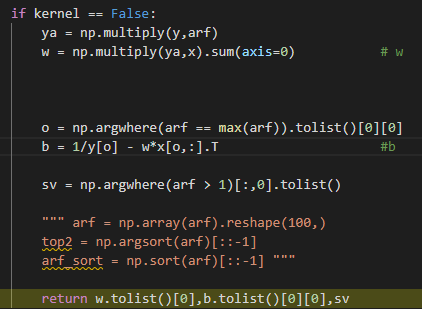 if kernel == False:
ya = np.multiply(y,arf)
w = np.multiply(ya,x).sum(axis=0) # w
o = np.argwhere(arf == max(arf)).tolist()[0][0]
b = 1/y[o] - w*x[o,:].T #b
sv = np.argwhere(arf > 1)[:,0].tolist()
""" arf = np.array(arf).reshape(100,)
top2 = np.argsort(arf)[::-1]
arf_sort = np.sort(arf)[::-1] """
return w.tolist()[0],b.tolist()[0][0],sv